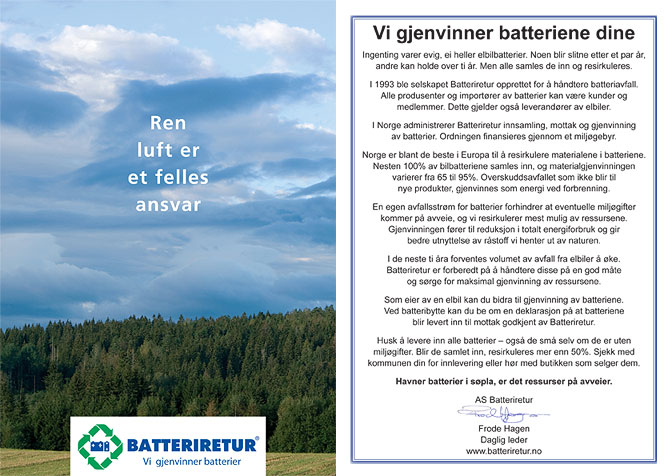 Ren
luft er
et felles
ansvar
BATTERIRETUR®
Vi gjenvinner batterier
Vi gjenvinner batteriene dine
Ingenting varer evig, ei heller elbilbatterier. Noen blir slitne etter et par år,
andre kan holde over ti år. Men alle samles de inn og resirkuleres.
I 1993 ble selskapet Batteriretur opprettet for å håndtere batteriavfall.
Alle produsenter og importører av batterier kan være kunder og
medlemmer. Dette gjelder også leverandører av elbiler.
I Norge administrerer Batteriretur innsamling, mottak og gjenvinning
av batterier. Ordningen finansieres gjennom et miljøgebyr.
Norge er blant de beste i Europa til å resirkulere materialene i batteriene.
Nesten 100% av bilbatteriene samles inn, og materialgjenvinningen
varierer fra 65 til 95%. Overskuddsavfallet som ikke blir til
nye produkter, gjenvinnes som energi ved forbrenning.
En egen avfallsstrøm for batterier forhindrer at eventuelle miljøgifter
kommer på avveie, og vi resirkulerer mest mulig av ressursene.
Gjenvinningen fører til reduksjon i totalt energiforbruk og gir
bedre utnyttelse av råstoff vi henter ut av naturen.
I de neste ti åra forventes volumet av avfall fra elbiler å øke.
Batteriretur er forberedt på å håndtere disse på en god måte
og sørge for maksimal gjenvinning av ressursene.
Som eier av en elbil kan du bidra til gjenvinning av batteriene.
Ved batteribytte kan du be om en deklarasjon på at batteriene
blir levert inn til mottak godkjent av Batteriretur.
Husk å levere inn alle batterier – også de små selv om de er uten
miljøgifter. Blir de samlet inn, resirkuleres mer enn 50%. Sjekk med
kommunen din for innlevering eller hør med butikken som selger dem.
Havner batterier i søpla, er det ressurser på avveier.
AS Batteriretur
Frode Hagen
Daglig leder
www.batteriretur.no